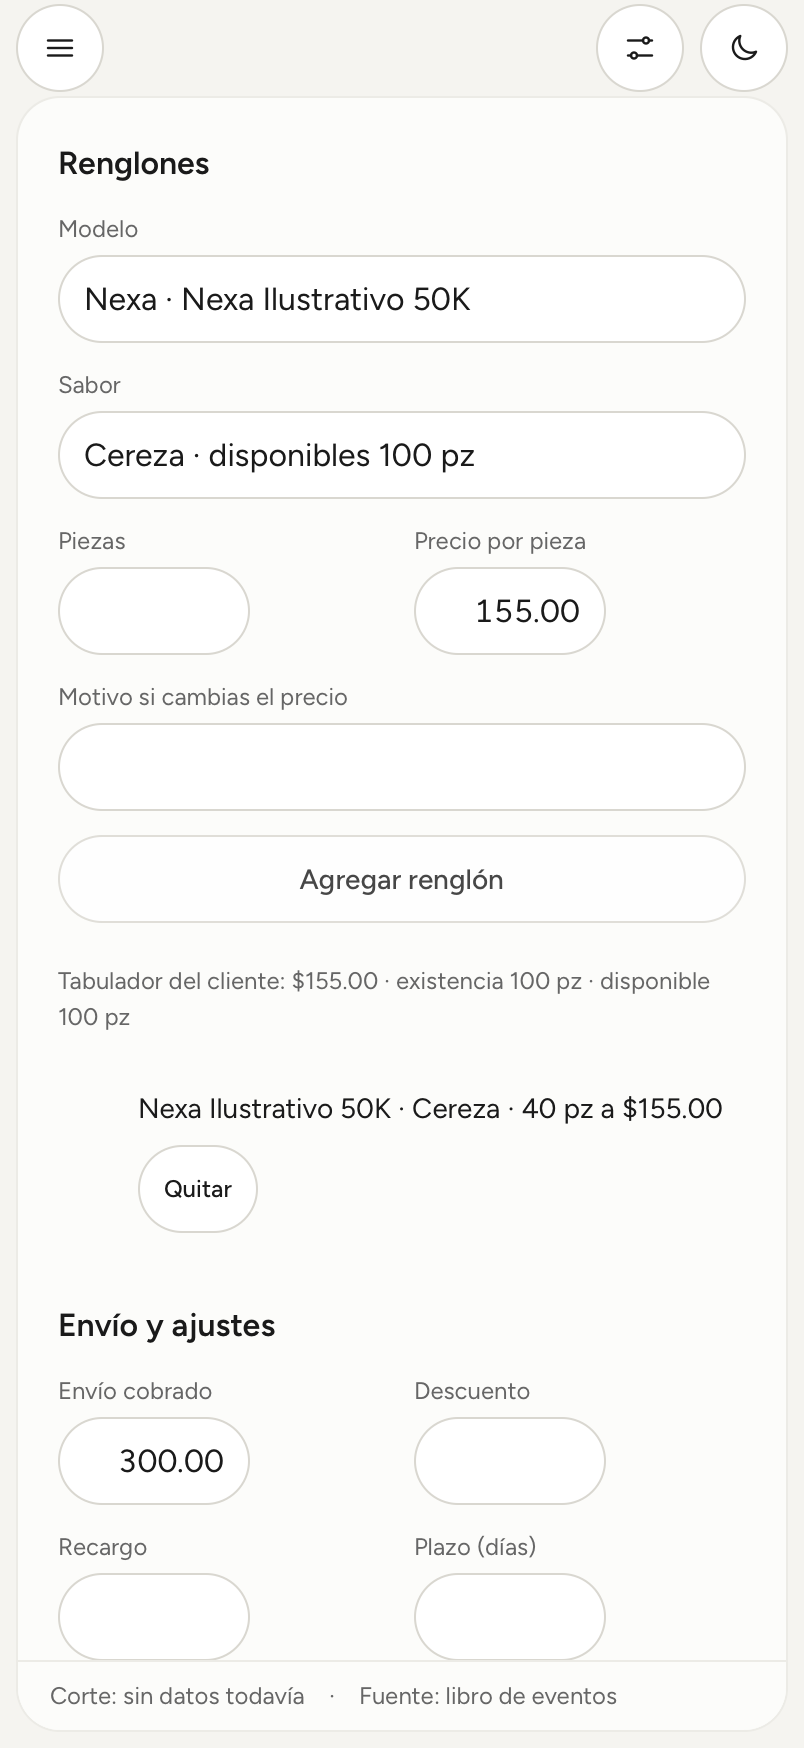 Renglones
Modelo
Nexa · Nexa Ilustrativo 50K
Sabor
Cereza · disponibles 100 pz
Piezas
Precio por pieza
155.00
Motivo si cambias el precio
Agregar renglón
Tabulador del cliente: $155.00 · existencia 100 pz · disponible
100 pz
Nexa Ilustrativo 50K · Cereza · 40 pz a $155.00
Quitar
Envío y ajustes
Envío cobrado
Descuento
300.00
Recargo
Plazo (días)
Corte: sin datos todavía · Fuente: libro de eventos